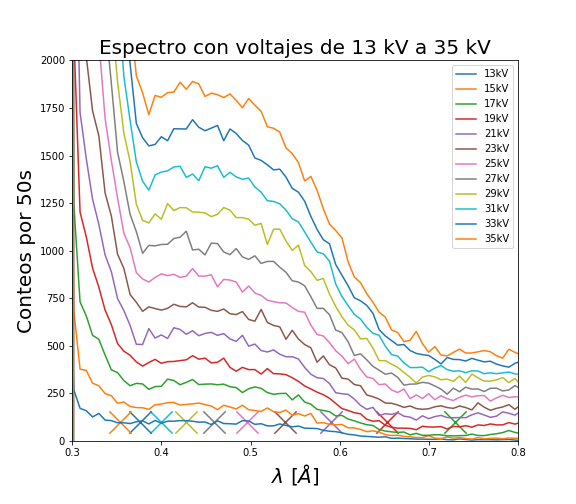 Espectro con voltajes de 13 kV a 35 kV
2000
1750
1500
1250
1000
750
500
250
0
Conteos por 50s
13kV
15kV
17kV
19kV
21kV
23kV
25kV
27kV
29kV
31kV
33kV
35kV
0.3
0.4
0.5
0.6
0.7
0.8
λ [Å]